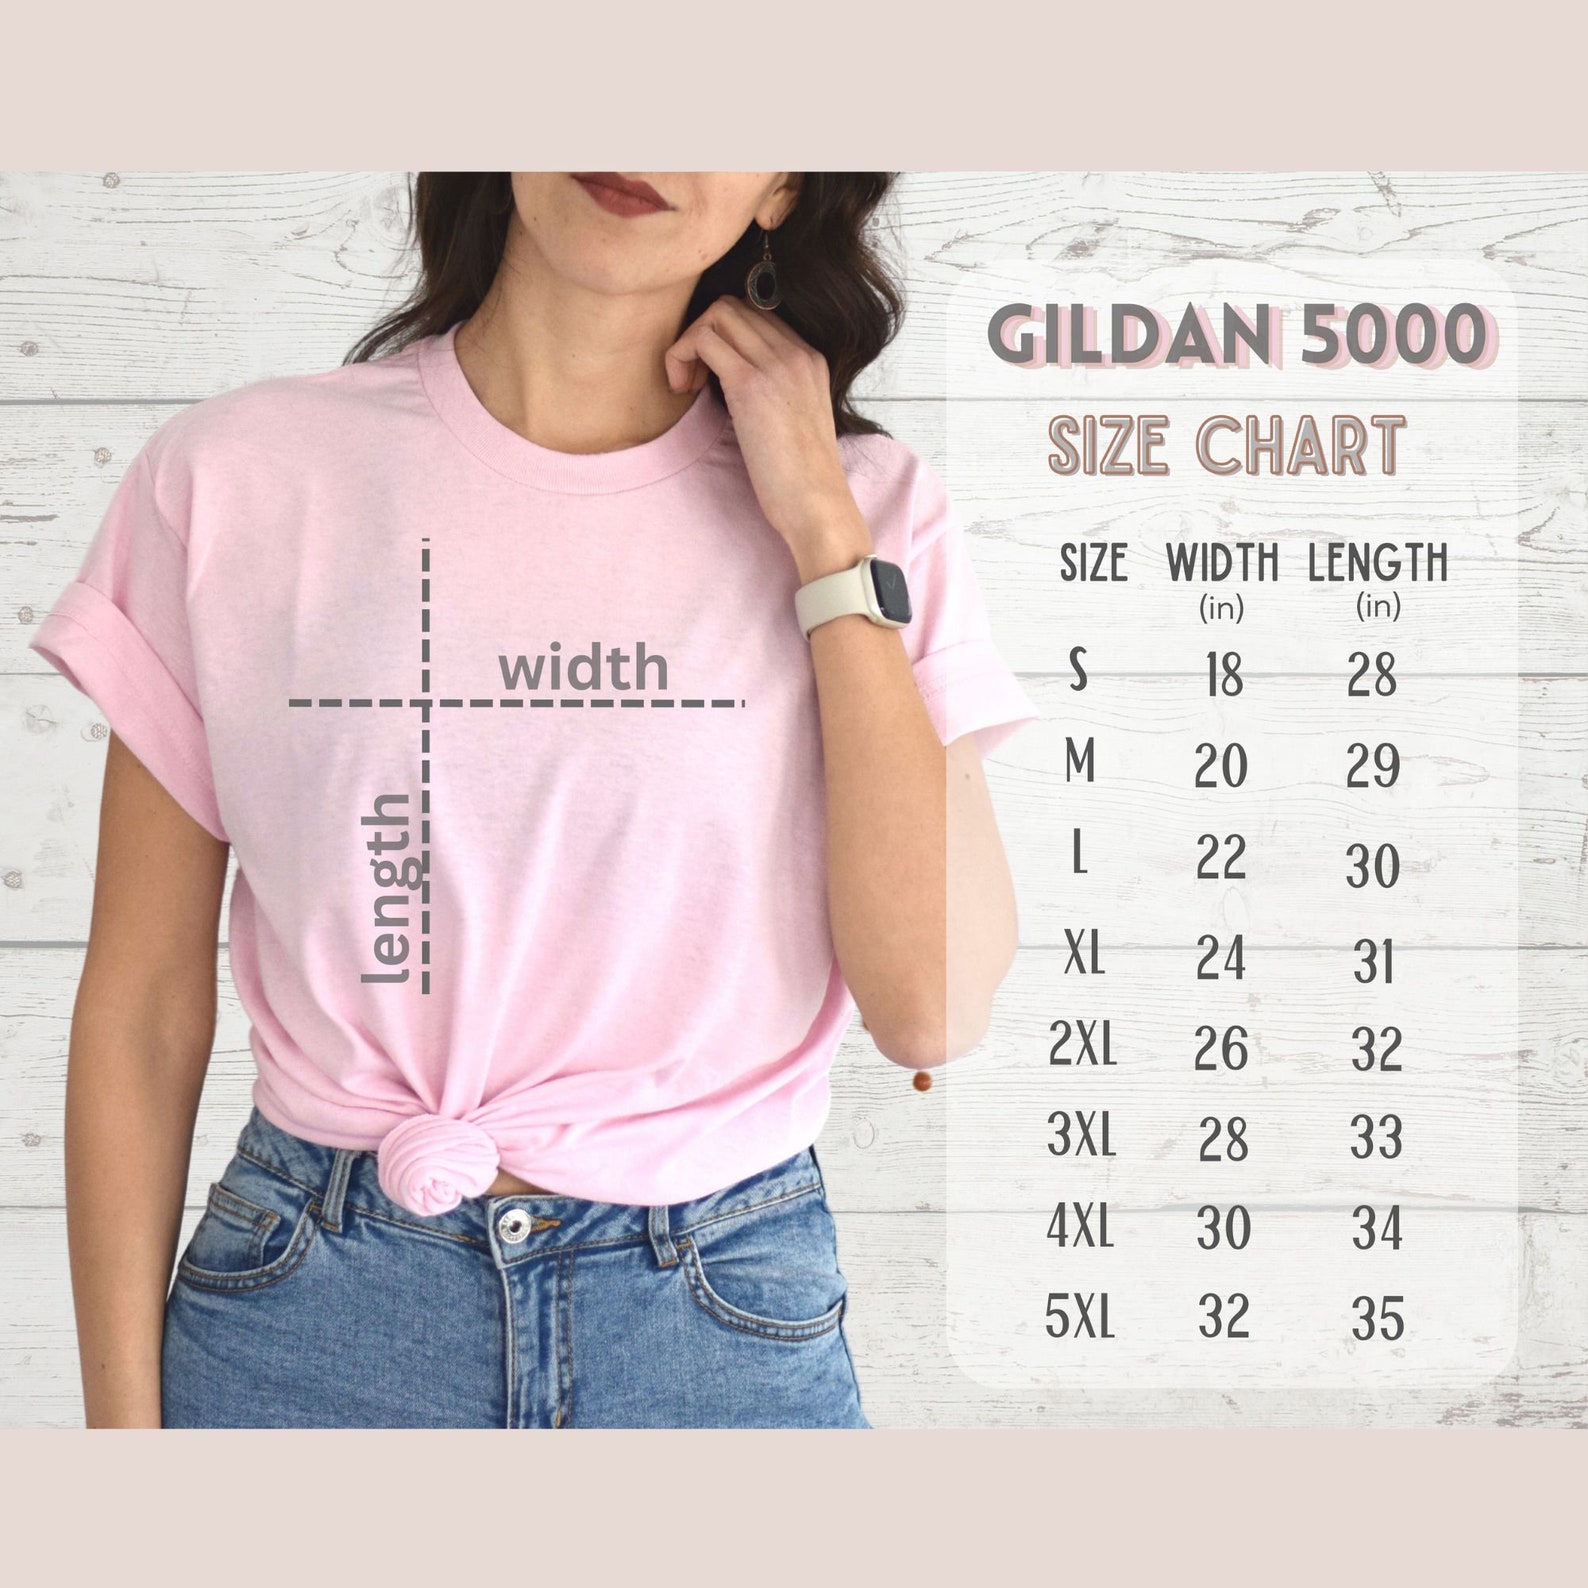 GILDAN 5000
SIZE CHART
SIZE WIDTH LENGTH
(in) (in)
S 18 28
M 20 29
L 22 30
XL 24 31
2XL 26 32
3XL 28 33
4XL 30 34
5XL 32 35
width
length